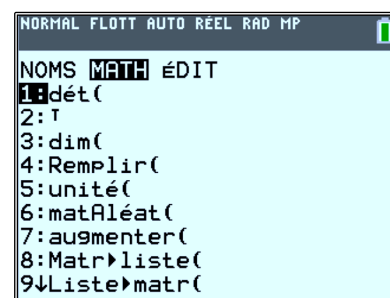 NORMAL FLOTT AUTO RÉEL RAD MP
NOMS MATH ÉDIT
1:dét(
2:ᵀ
3:dim(
4:Remplir(
5:unité(
6:matAléat(
7:augmenter(
8:Matr▸liste(
9↓Liste▸matr(